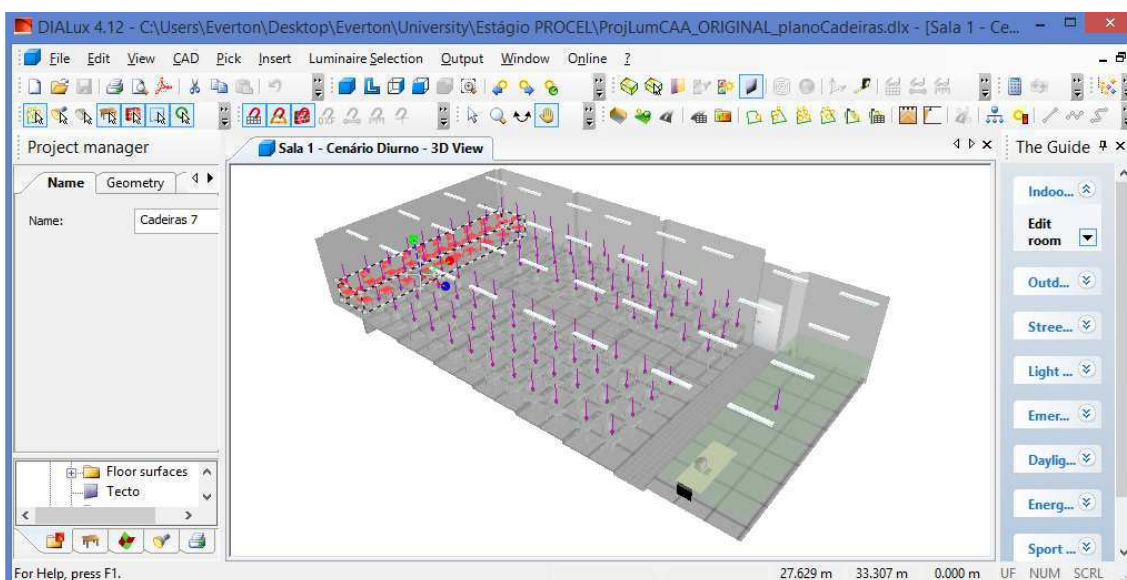 DIALux 4.12 - C:\Users\Everton\Desktop\Everton\University\Estágio PROCEL\ProjLumCAA_ORIGINAL_planoCadeiras.dlx - [Sala 1 - Ce...
File Edit View CAD Pick Insert Luminaire Selection Output Window Online ?
Project manager
Sala 1 - Cenário Diurno - 3D View
The Guide
Name Geometry
Name: Cadeiras 7
Indoo...
Edit
room
Outd...
Stree...
Light ...
Emer...
Daylig...
Energ...
Sport ...
Floor surfaces
Tecto
For Help, press F1.
27.629 m 33.307 m 0.000 m UF NUM SCRL